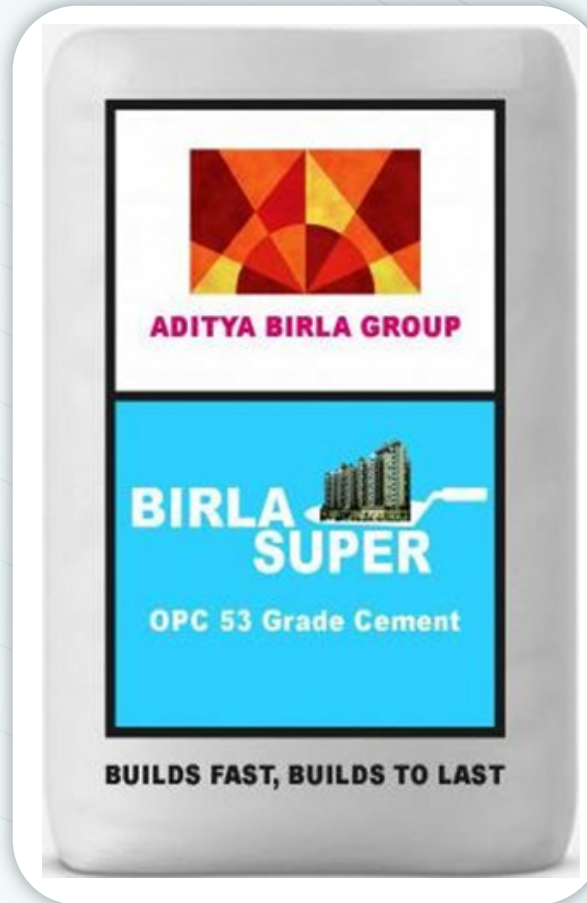 ADITYA BIRLA GROUP
BIRLA
SUPER
OPC 53 Grade Cement
BUILDS FAST, BUILDS TO LAST